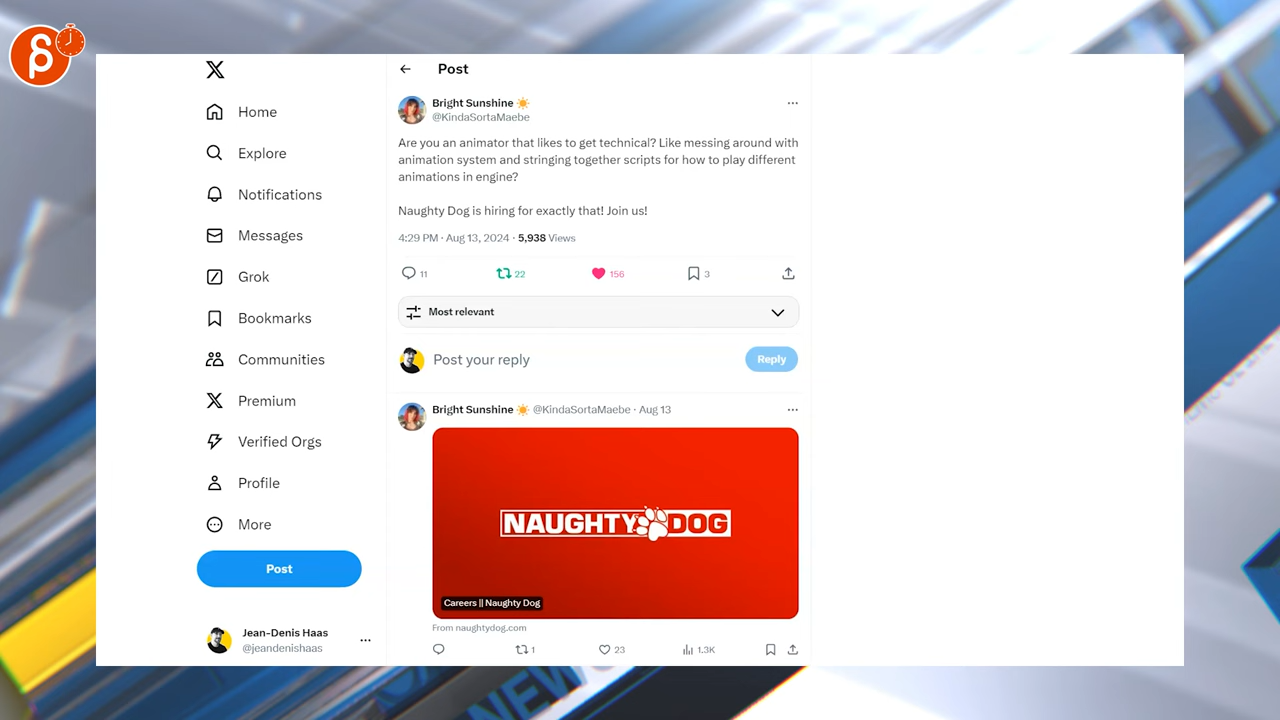 Post
Bright Sunshine ☀️
@KindaSortaMaebe
Are you an animator that likes to get technical? Like messing around with
animation system and stringing together scripts for how to play different
animations in engine?
Naughty Dog is hiring for exactly that! Join us!
4:29 PM · Aug 13, 2024 · 5,938 Views
11 22 156 3
Most relevant
Post your reply
Reply
Bright Sunshine ☀️ @KindaSortaMaebe · Aug 13
NAUGHTY DOG
Careers || Naughty Dog
From naughtydog.com
1 23 1.3K
Home
Explore
Notifications
Messages
Grok
Bookmarks
Communities
Premium
Verified Orgs
Profile
More
Post
Jean-Denis Haas
@jeandenishaas
NEW